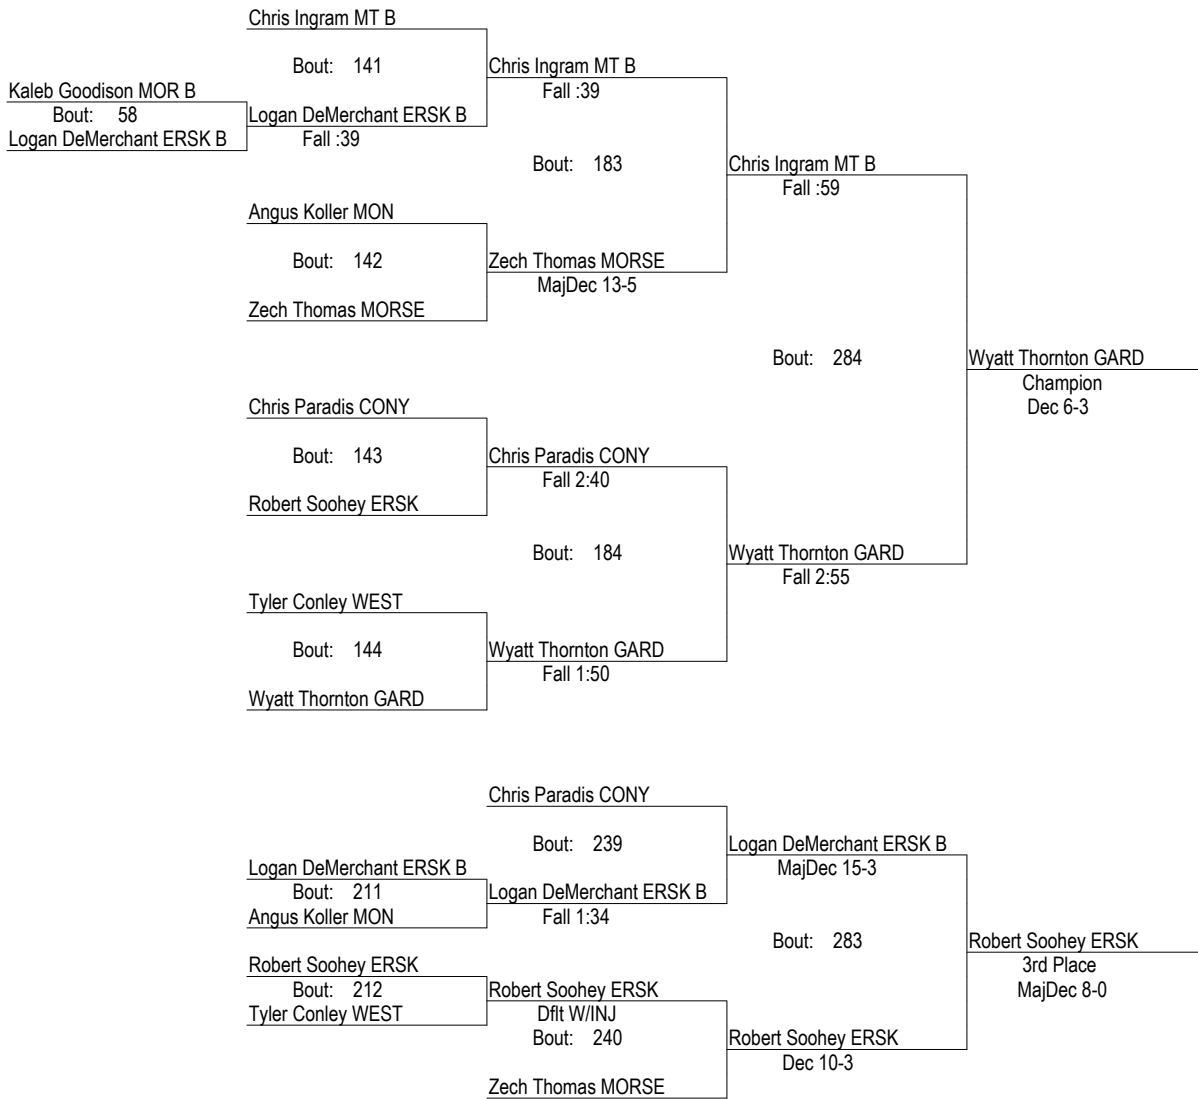 Chris Ingram MT B
Bout: 141
Chris Ingram MT B
Kaleb Goodison MOR B
Fall :39
Bout: 58
Logan DeMerchant ERSK B
Logan DeMerchant ERSK B
Fall :39
Bout: 183
Chris Ingram MT B
Fall :59
Angus Koller MON
Bout: 142
Zech Thomas MORSE
MajDec 13-5
Zech Thomas MORSE
Bout: 284
Wyatt Thornton GARD
Champion
Dec 6-3
Chris Paradis CONY
Bout: 143
Chris Paradis CONY
Fall 2:40
Robert Soohey ERSK
Bout: 184
Wyatt Thornton GARD
Fall 2:55
Tyler Conley WEST
Bout: 144
Wyatt Thornton GARD
Fall 1:50
Wyatt Thornton GARD
Chris Paradis CONY
Bout: 239
Logan DeMerchant ERSK B
MajDec 15-3
Logan DeMerchant ERSK B
Bout: 211
Logan DeMerchant ERSK B
Angus Koller MON
Fall 1:34
Bout: 283
Robert Soohey ERSK
3rd Place
MajDec 8-0
Robert Soohey ERSK
Bout: 212
Robert Soohey ERSK
Tyler Conley WEST
Dflt W/INJ
Bout: 240
Robert Soohey ERSK
Dec 10-3
Zech Thomas MORSE